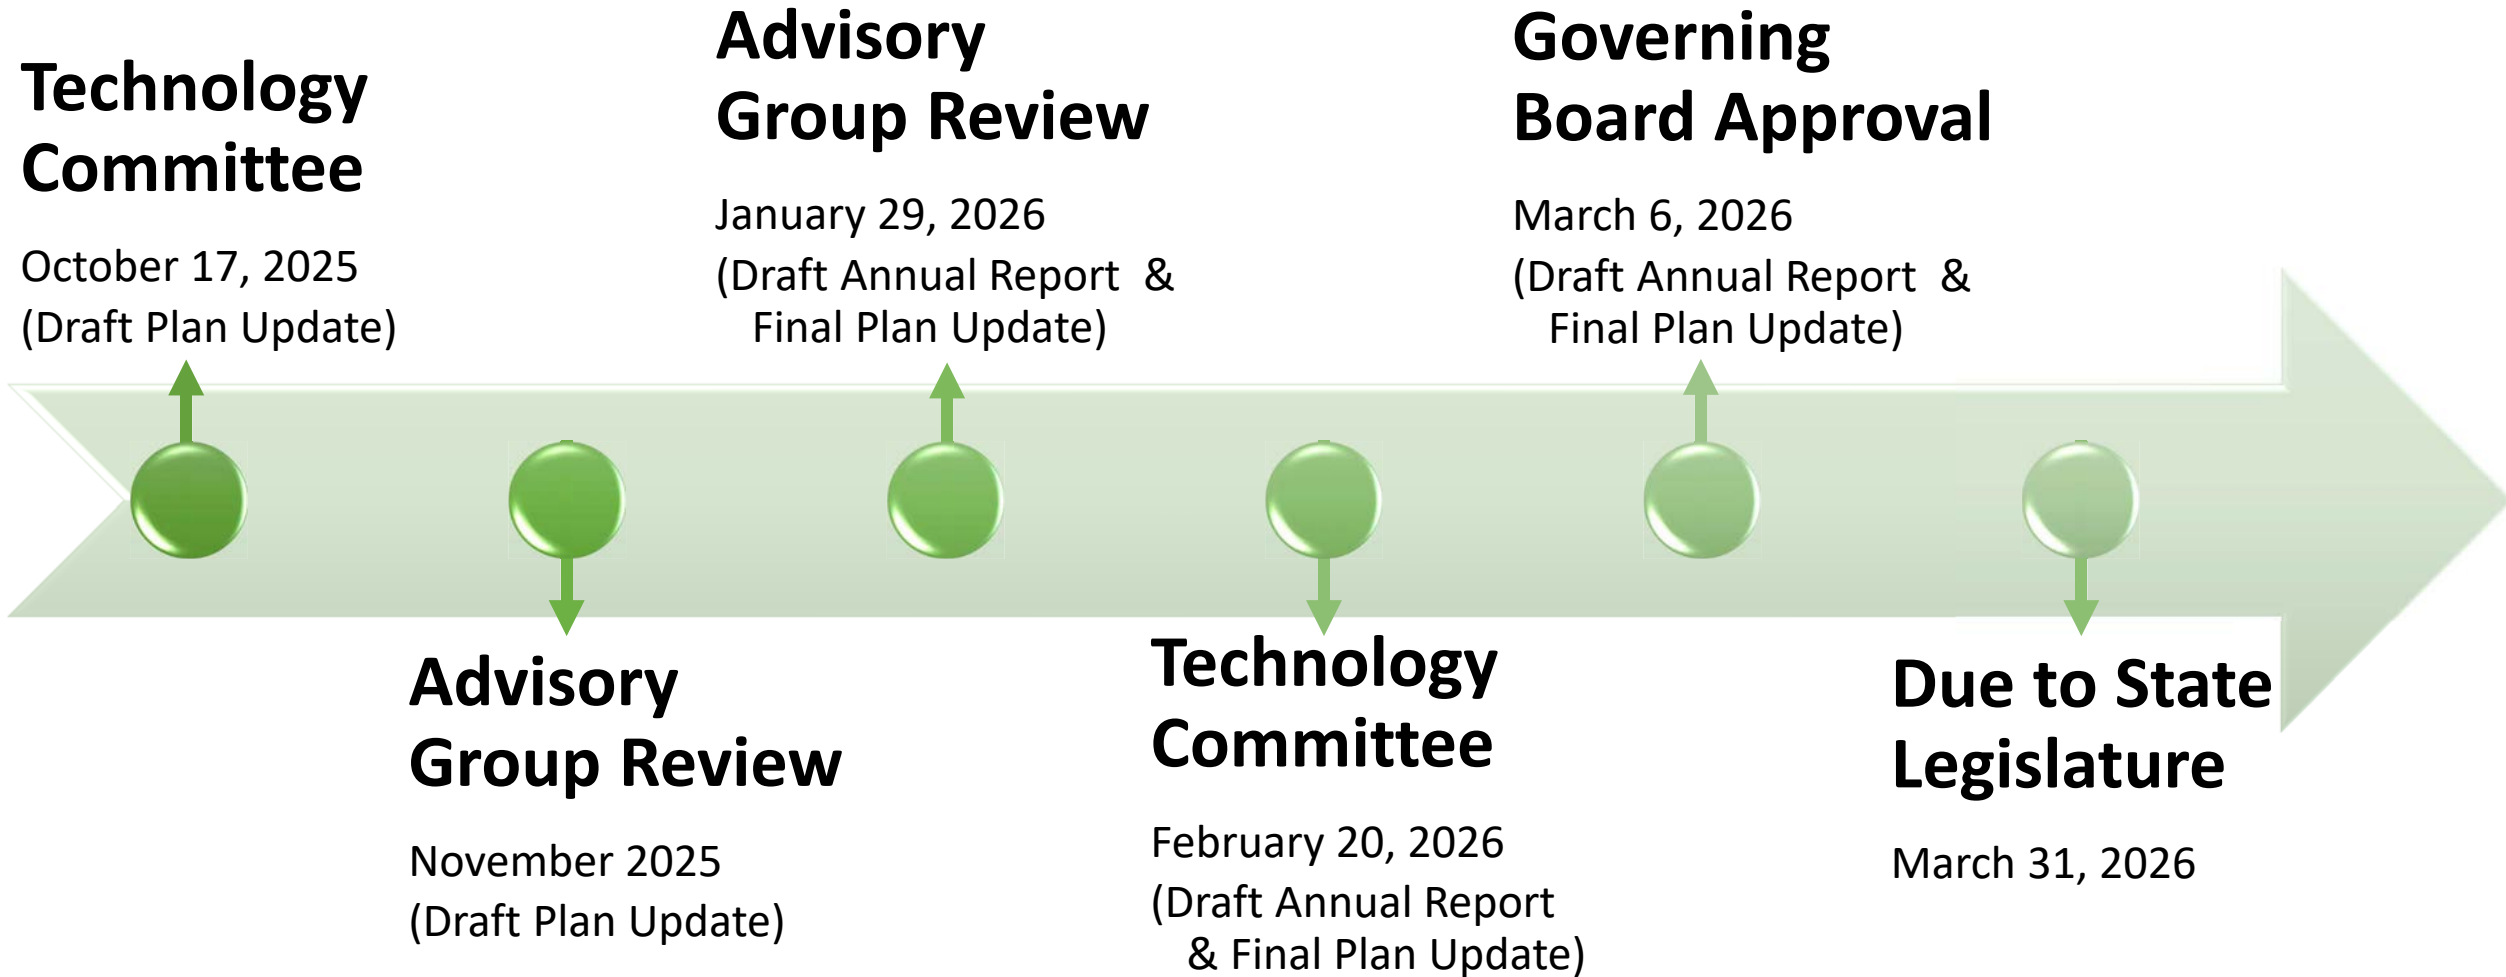 Technology
Committee
October 17, 2025
(Draft Plan Update)
Advisory
Group Review
November 2025
(Draft Plan Update)
Advisory
Group Review
January 29, 2026
(Draft Annual Report &
Final Plan Update)
Technology
Committee
February 20, 2026
(Draft Annual Report
& Final Plan Update)
Governing
Board Approval
March 6, 2026
(Draft Annual Report &
Final Plan Update)
Due to State
Legislature
March 31, 2026